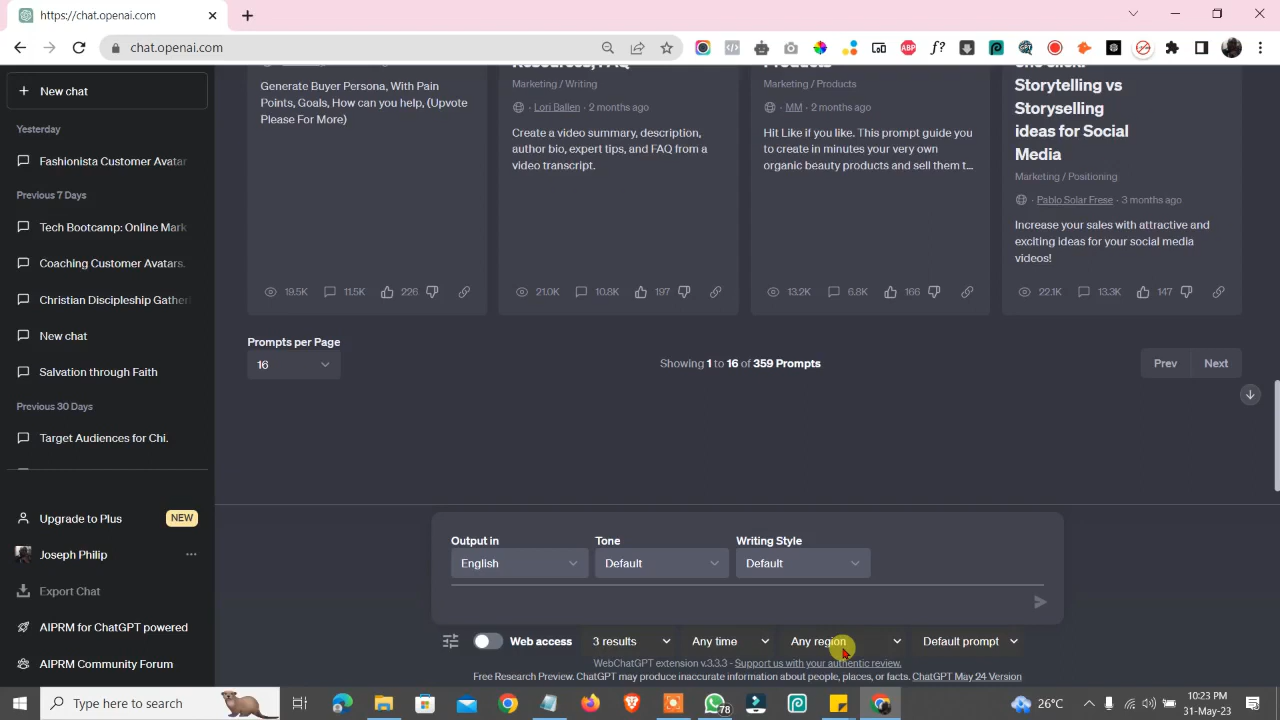 https://chat.openai.com
chat.openai.com
New chat
Yesterday
Fashionista Customer Avatar
Previous 7 Days
Tech Bootcamp: Online Mark
Coaching Customer Avatars.
Christian Discipleship Gatheri
New chat
Salvation through Faith
Previous 30 Days
Target Audiences for Chi.
Upgrade to Plus NEW
Joseph Philip
Export Chat
AIPRM for ChatGPT powered
AIPRM Community Forum
Generate Buyer Persona, With Pain
Points, Goals, How can you help, (Upvote
Please For More)
19.5K 11.5K 226
Resources, FAQ
Marketing / Writing
Lori Ballen · 2 months ago
Create a video summary, description,
author bio, expert tips, and FAQ from a
video transcript.
21.0K 10.8K 197
Products
Marketing / Products
MM · 2 months ago
Hit Like if you like. This prompt guide you
to create in minutes your very own
organic beauty products and sell them t...
13.2K 6.8K 166
Storytelling vs
Storyselling
ideas for Social
Media
Marketing / Positioning
Pablo Solar Frese · 3 months ago
Increase your sales with attractive and
exciting ideas for your social media
videos!
22.1K 13.3K 147
Prompts per Page
16
Showing 1 to 16 of 359 Prompts
Prev Next
Output in Tone Writing Style
English Default Default
Web access 3 results Any time Any region Default prompt
WebChatGPT extension v.3.3.3 - Support us with your authentic review.
Free Research Preview. ChatGPT may produce inaccurate information about people, places, or facts. ChatGPT May 24 Version
Type here to search
78
26°C
10:23 PM
31-May-23